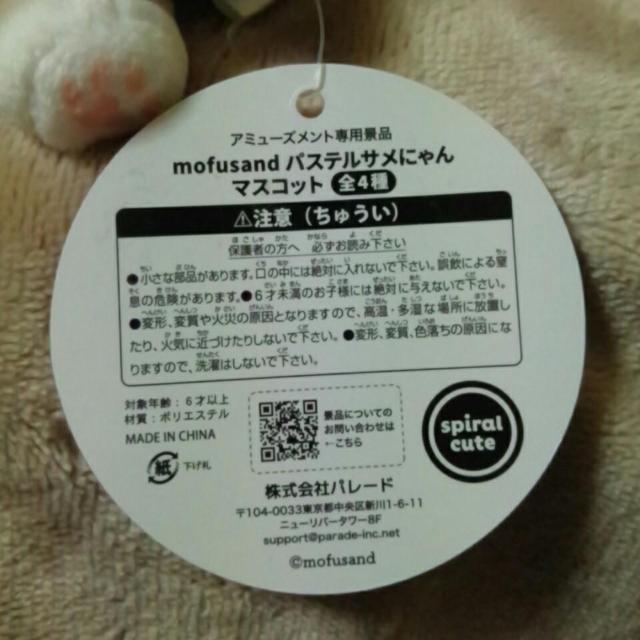 アミューズメント専用景品
mofusand パステルサメにゃん
マスコット 全4種
⚠注意(ちゅうい)
保護者の方へ 必ずお読み下さい
●小さな部品があります。口の中には絶対に入れないで下さい。誤飲による窒
息の危険があります。●6才未満のお子様には絶対に与えないで下さい。
●変形、変質や火災の原因となりますので、高温・多湿な場所に放置し
たり、火気に近づけたりしないで下さい。●変形、変質、色落ちの原因にな
りますので、洗濯はしないで下さい。
対象年齢:6才以上
材質:ポリエステル
MADE IN CHINA
紙 下げ札
景品についての
お問い合わせは
←こちら
spiral
cute
株式会社パレード
〒104-0033東京都中央区新川1-6-11
ニューリバータワー8F
support@parade-inc.net
©mofusand